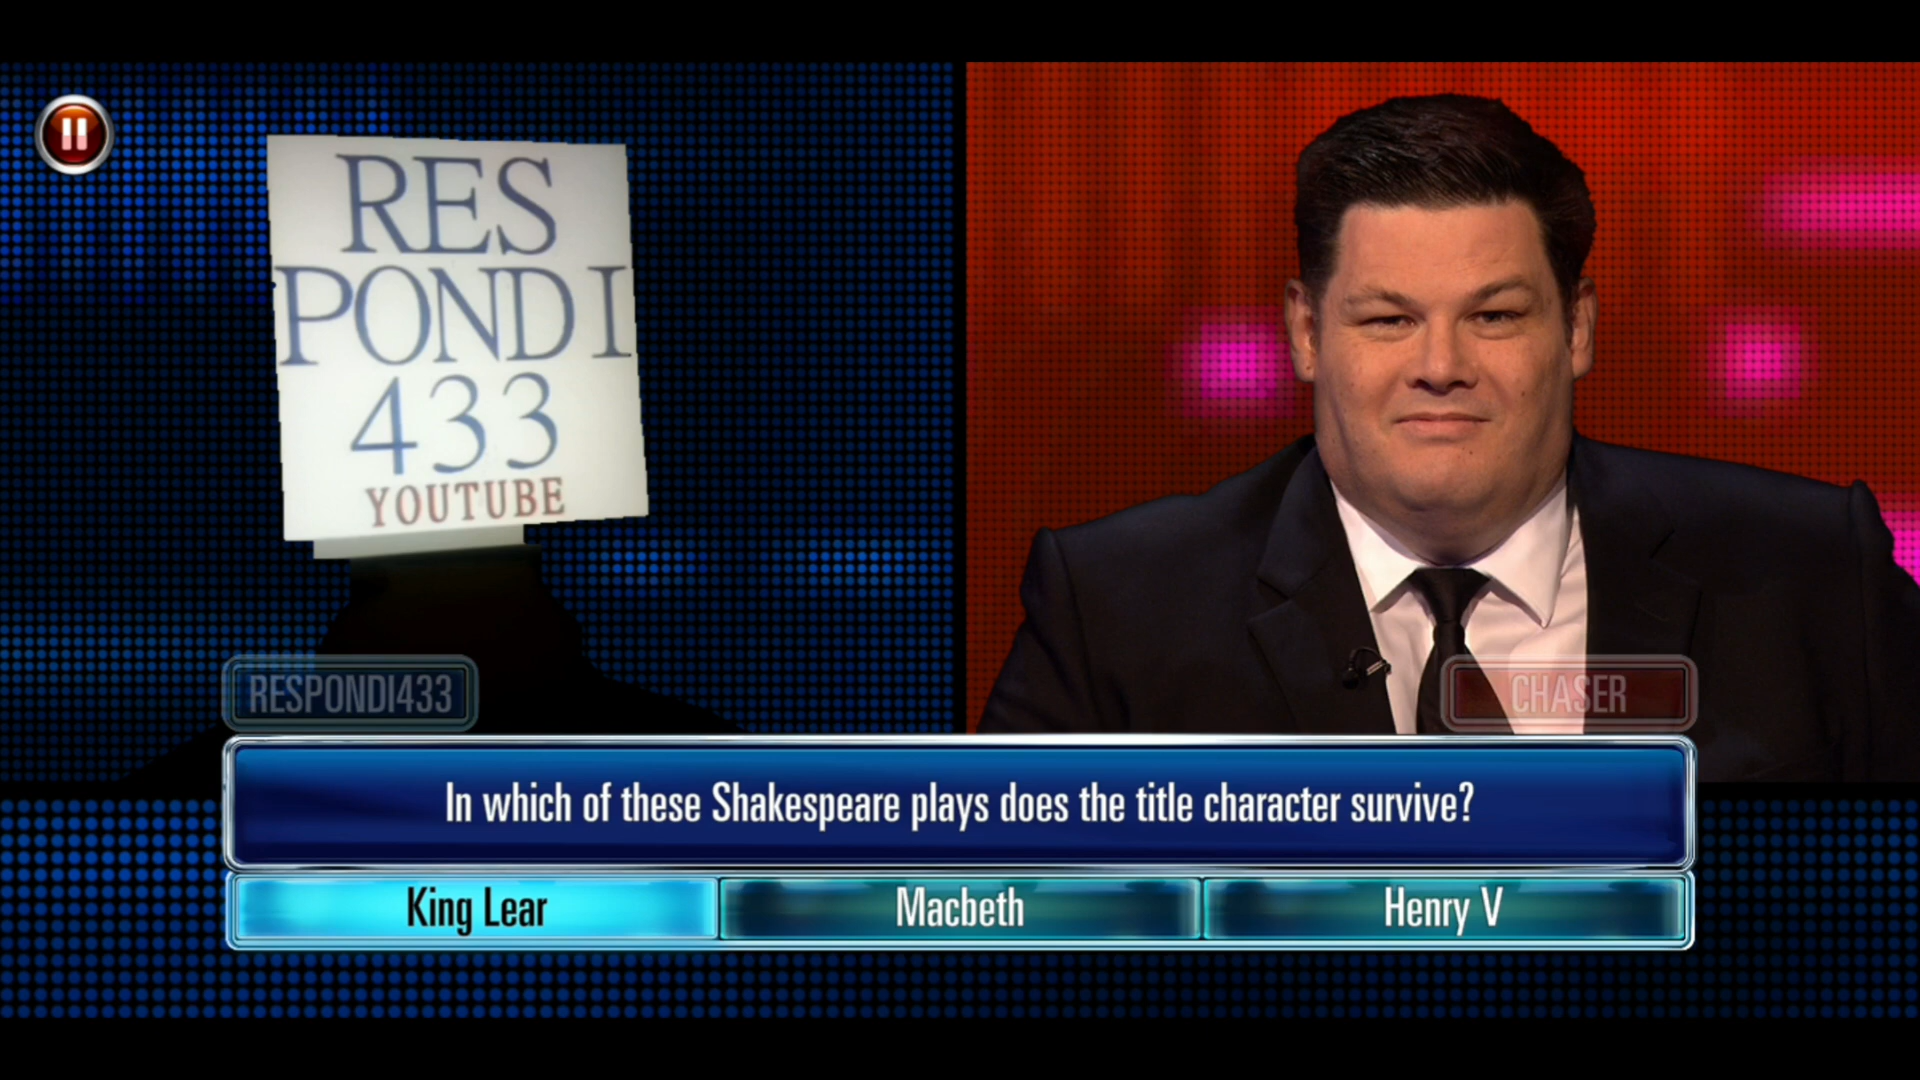 RES
PONDI
433
YOUTUBE
RESPONDI433
CHASER
In which of these Shakespeare plays does the title character survive?
King Lear
Macbeth
Henry V